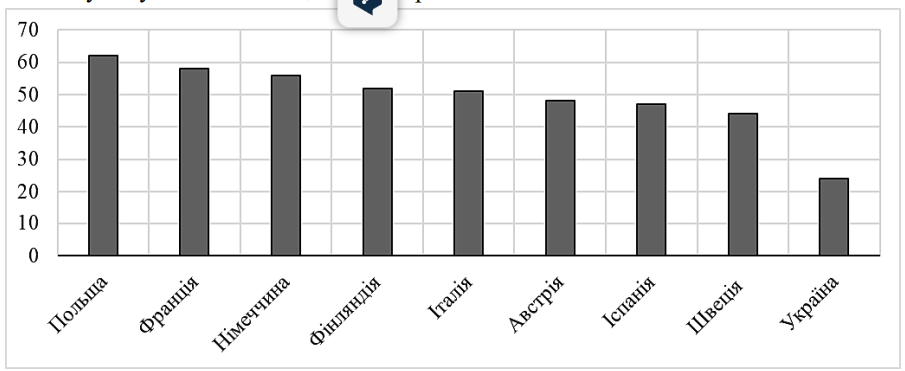 70
60
50
40
30
20
10
0
Польща
Франція
Німеччина
Фінляндія
Італія
Австрія
Іспанія
Швеція
Україна